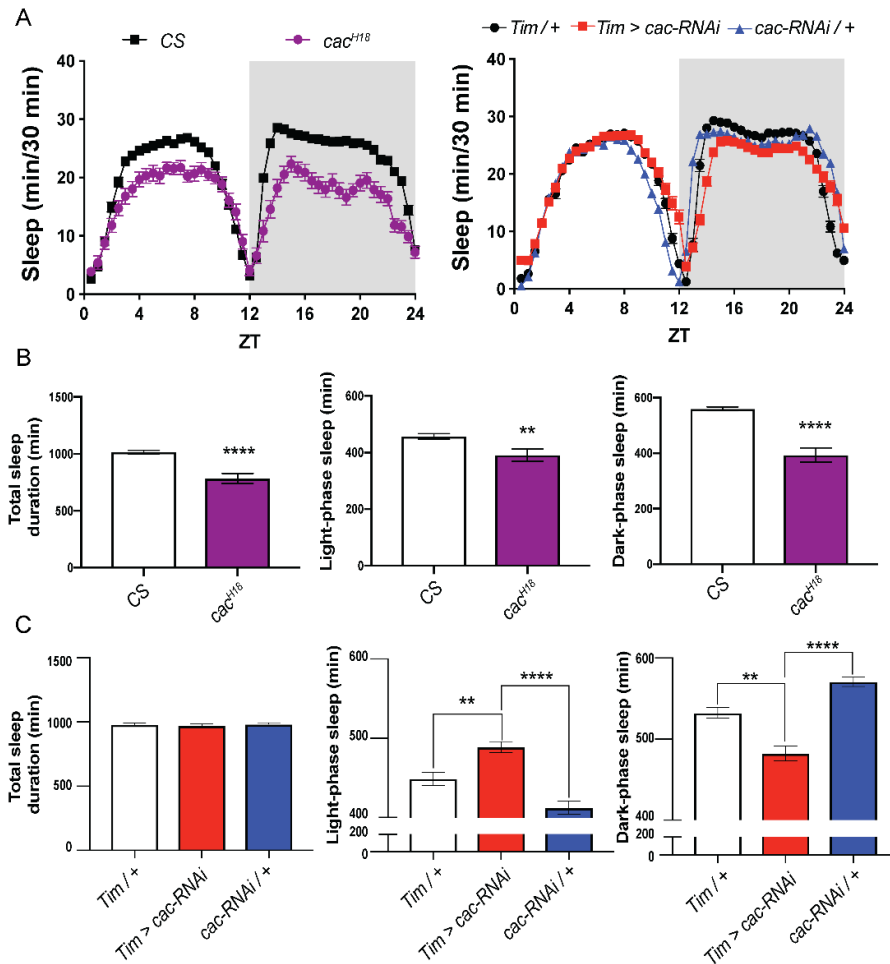 A
CS
cacH18
Sleep (min/30 min)
40
30
20
10
0
0
4
8
12
16
20
24
ZT
Tim / +
Tim > cac-RNAi
cac-RNAi / +
Sleep (min/30 min)
40
30
20
10
0
0
4
8
12
16
20
24
ZT
B
Total sleep
duration (min)
1500
1000
500
0
****
CS
cacH18
Light-phase sleep (min)
600
400
200
0
**
CS
cacH18
Dark-phase sleep (min)
600
400
200
0
****
CS
cacH18
C
Total sleep
duration (min)
1500
1000
500
0
Tim / +
Tim > cac-RNAi
cac-RNAi / +
Light-phase sleep (min)
600
500
400
200
0
**
****
Tim / +
Tim > cac-RNAi
cac-RNAi / +
Dark-phase sleep (min)
600
500
400
200
0
**
****
Tim / +
Tim > cac-RNAi
cac-RNAi / +